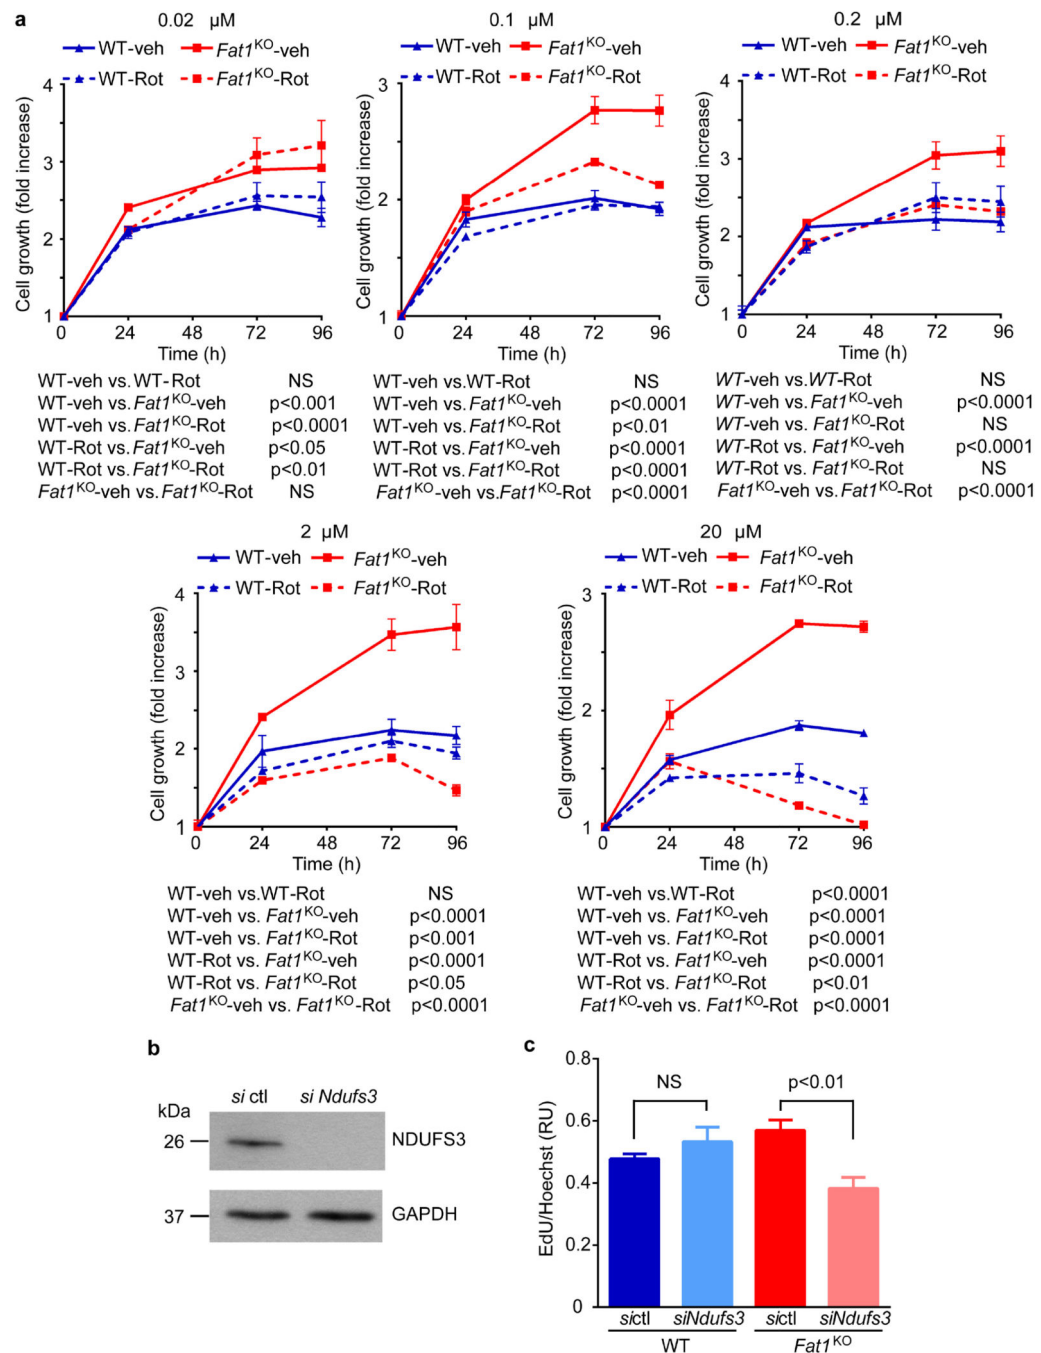 a
0.02 µM
WT-veh Fat1KO-veh
WT-Rot Fat1KO-Rot
Cell growth (fold increase)
4
3
2
1
0 24 48 72 96
Time (h)
WT-veh vs.WT-Rot NS
WT-veh vs.Fat1KO-veh p<0.001
WT-veh vs.Fat1KO-Rot p<0.0001
WT-Rot vs.Fat1KO-veh p<0.05
WT-Rot vs.Fat1KO-Rot p<0.01
Fat1KO-veh vs.Fat1KO-Rot NS
0.1 µM
WT-veh Fat1KO-veh
WT-Rot Fat1KO-Rot
Cell growth (fold increase)
3
2
1
0 24 48 72 96
Time (h)
WT-veh vs.WT-Rot NS
WT-veh vs.Fat1KO-veh p<0.0001
WT-veh vs.Fat1KO-Rot p<0.01
WT-Rot vs.Fat1KO-veh p<0.0001
WT-Rot vs.Fat1KO-Rot p<0.0001
Fat1KO-veh vs.Fat1KO-Rot p<0.0001
0.2 µM
WT-veh Fat1KO-veh
WT-Rot Fat1KO-Rot
Cell growth (fold increase)
4
3
2
1
0 24 48 72 96
Time (h)
WT-veh vs.WT-Rot NS
WT-veh vs.Fat1KO-veh p<0.0001
WT-veh vs.Fat1KO-Rot NS
WT-Rot vs.Fat1KO-veh p<0.0001
WT-Rot vs.Fat1KO-Rot NS
Fat1KO-veh vs.Fat1KO-Rot p<0.0001
2 µM
WT-veh Fat1KO-veh
WT-Rot Fat1KO-Rot
Cell growth (fold increase)
4
3
2
1
0 24 48 72 96
Time (h)
WT-veh vs.WT-Rot NS
WT-veh vs. Fat1KO-veh p<0.0001
WT-veh vs. Fat1KO-Rot p<0.001
WT-Rot vs. Fat1KO-veh p<0.0001
WT-Rot vs. Fat1KO-Rot p<0.05
Fat1KO-veh vs. Fat1KO-Rot p<0.0001
20 µM
WT-veh Fat1KO-veh
WT-Rot Fat1KO-Rot
Cell growth (fold increase)
3
2
1
0 24 48 72 96
Time (h)
WT-veh vs.WT-Rot p<0.0001
WT-veh vs. Fat1KO-veh p<0.0001
WT-veh vs. Fat1KO-Rot p<0.0001
WT-Rot vs. Fat1KO-veh p<0.0001
WT-Rot vs. Fat1KO-Rot p<0.01
Fat1KO-veh vs. Fat1KO-Rot p<0.0001
b
si ctl si Ndufs3
kDa
26 NDUFS3
37 GAPDH
c
EdU/Hoechst (RU)
0.8
0.6
0.4
0.2
0
NS p<0.01
sictl siNdufs3 sictl siNdufs3
WT Fat1KO